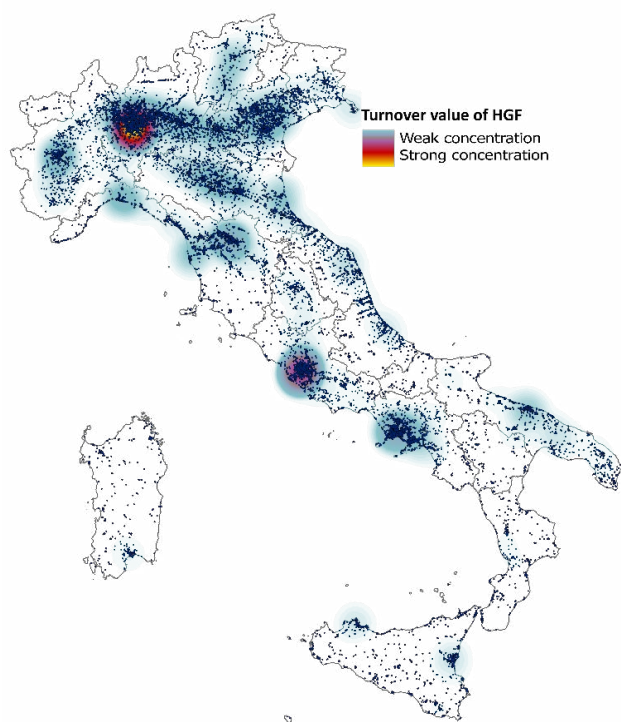 Turnover value of HGF
Weak concentration
Strong concentration